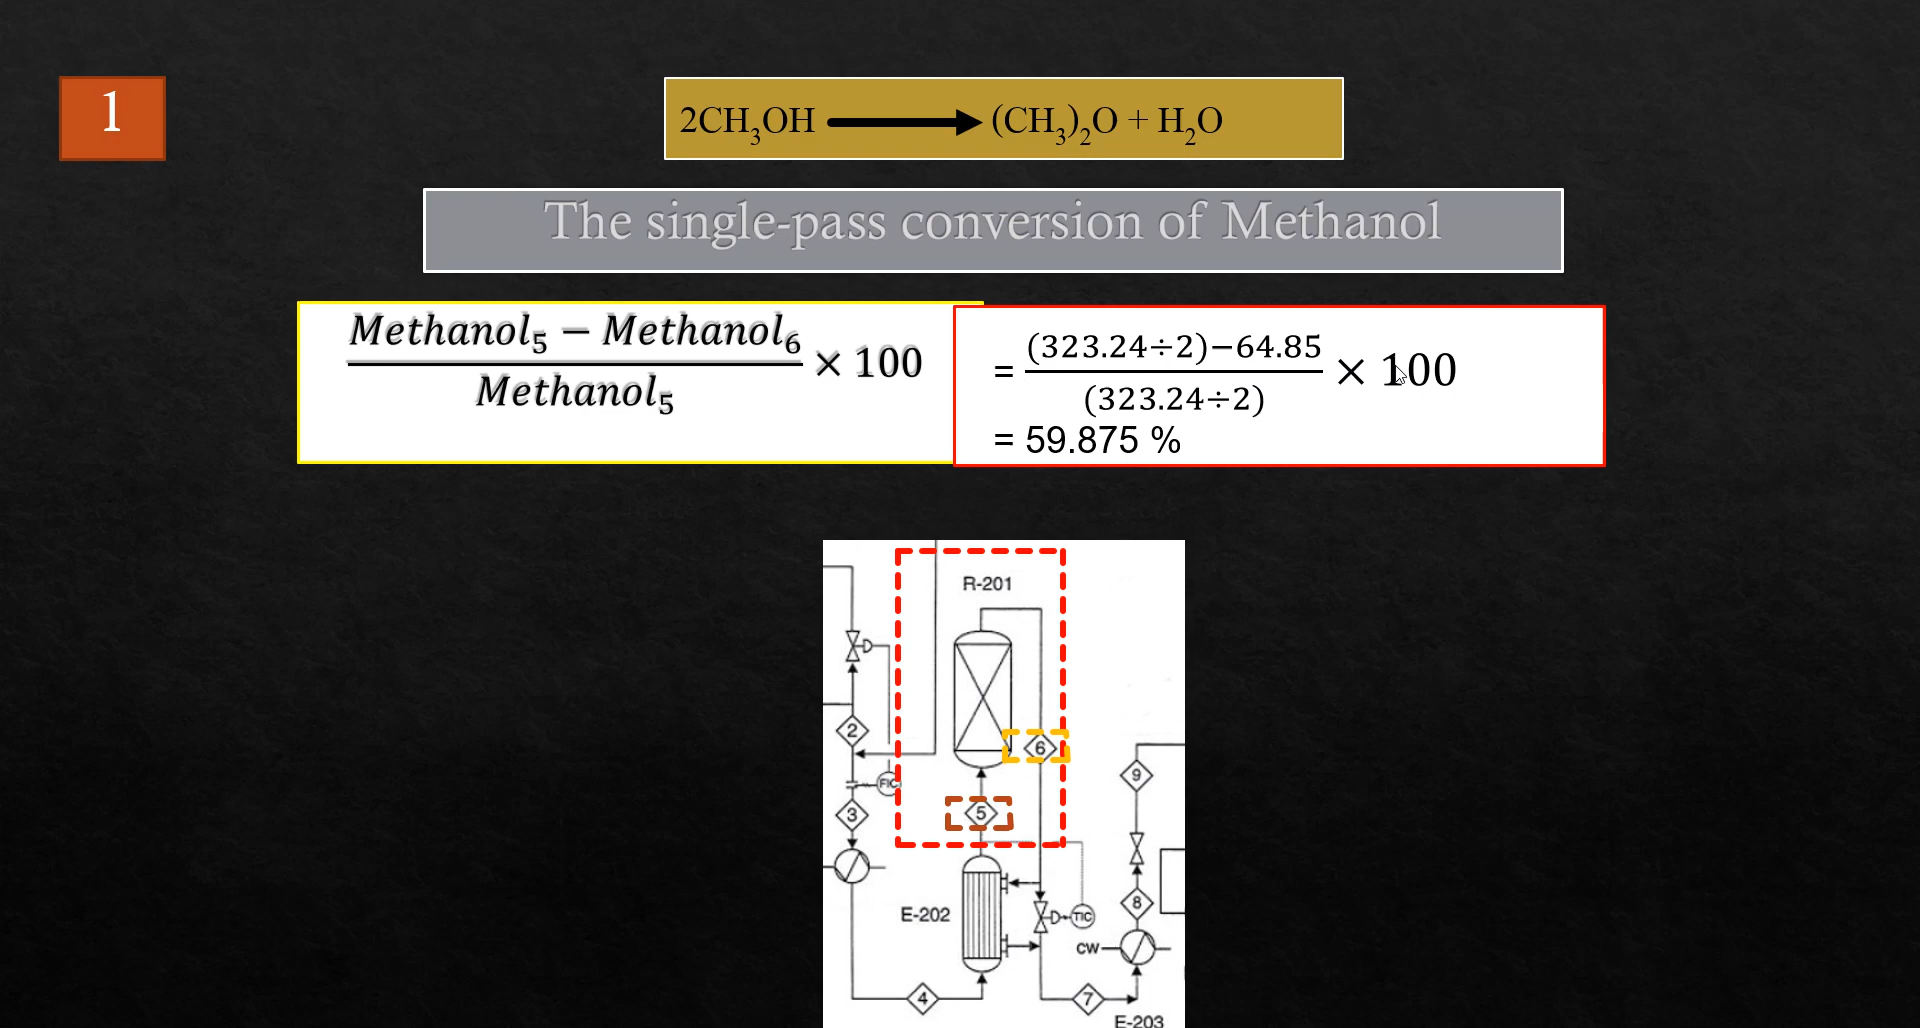 1
2CH₃OH ⟶ (CH₃)₂O + H₂O
The single-pass conversion of Methanol
Methanol₅ − Methanol₆
Methanol₅
× 100
= (323.24÷2)−64.85
(323.24÷2)
× 100
= 59.875 %
R-201
2
6
9
FIC
3
5
8
E-202
TIC
CW
4
7
E-203